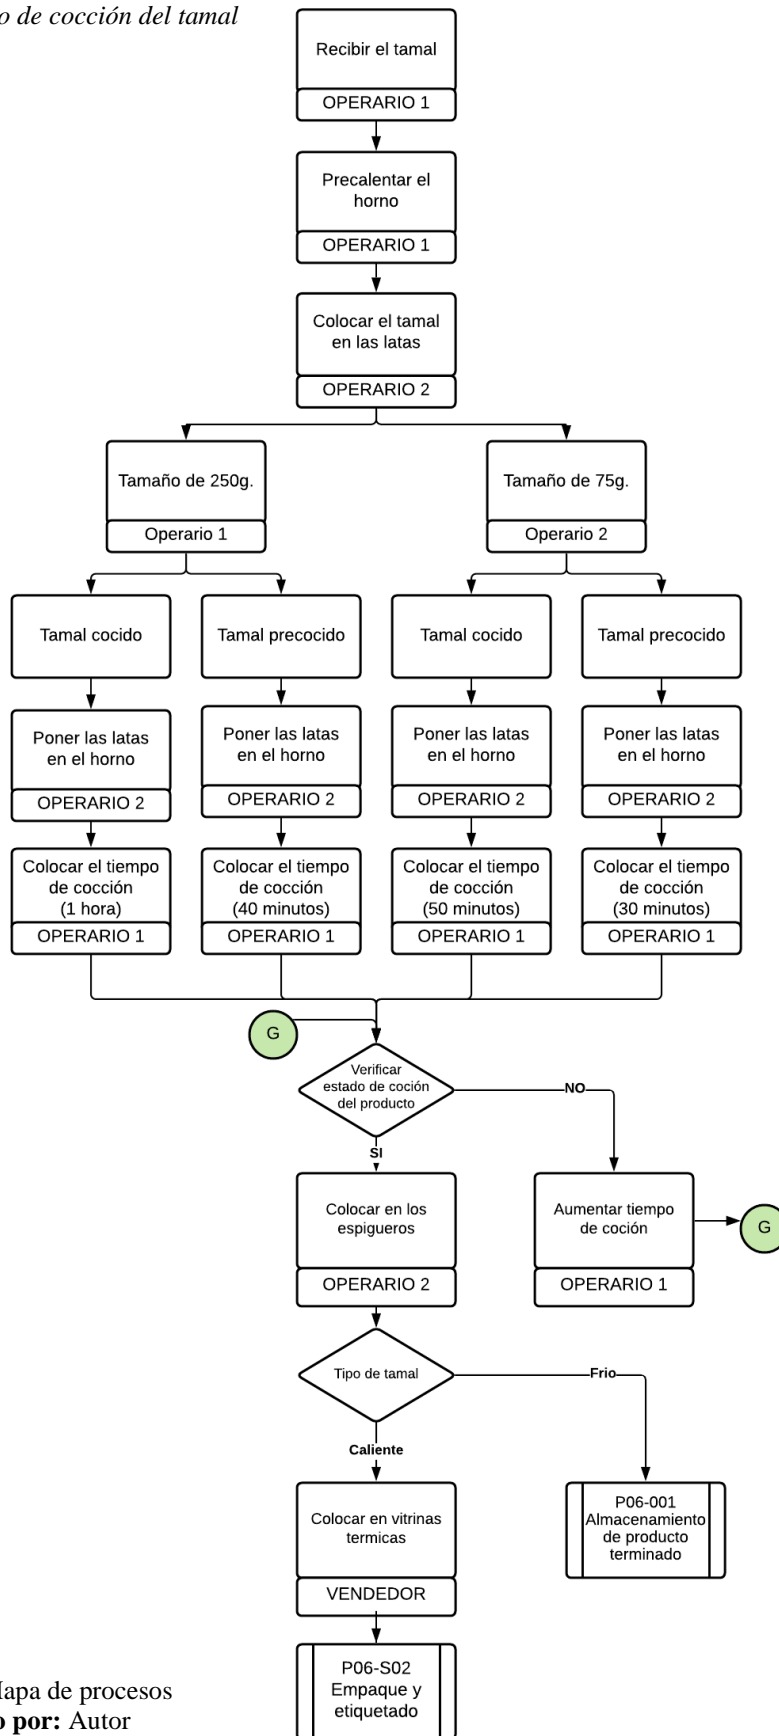 o de cocción del tamal
Recibir el tamal
OPERARIO 1
Precalentar el
horno
OPERARIO 1
Colocar el tamal
en las latas
OPERARIO 2
Tamaño de 250g.
Operario 1
Tamaño de 75g.
Operario 2
Tamal cocido
Tamal precocido
Tamal cocido
Tamal precocido
Poner las latas
en el horno
OPERARIO 2
Poner las latas
en el horno
OPERARIO 2
Poner las latas
en el horno
OPERARIO 2
Poner las latas
en el horno
OPERARIO 2
Colocar el tiempo
de cocción
(1 hora)
OPERARIO 1
Colocar el tiempo
de cocción
(40 minutos)
OPERARIO 1
Colocar el tiempo
de cocción
(50 minutos)
OPERARIO 1
Colocar el tiempo
de cocción
(30 minutos)
OPERARIO 1
G
Verificar
estado de coción
del producto
NO
SI
Colocar en los
espigueros
OPERARIO 2
Aumentar tiempo
de coción
OPERARIO 1
G
Tipo de tamal
Frio
Caliente
Colocar en vitrinas
termicas
VENDEDOR
P06-001
Almacenamiento
de producto
terminado
P06-S02
Empaque y
etiquetado
apa de procesos
o por: Autor